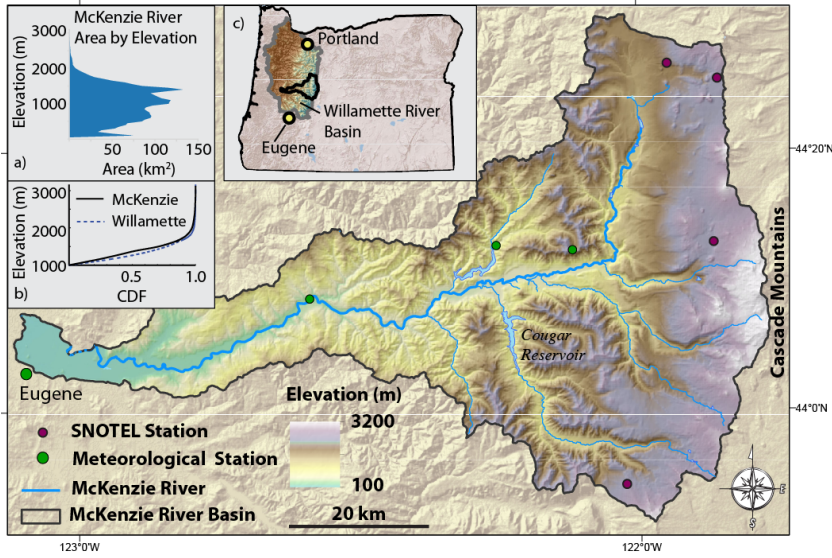 McKenzie River
Area by Elevation
Elevation (m)
3000
2000
1000
50 100 150
Area (km²)
a)
Elevation (m)
3000
2000
1000
McKenzie
Willamette
0.5 1.0
CDF
b)
c)
Portland
Willamette River
Basin
Eugene
44°20'N
44°0'N
Cascade Mountains
Cougar
Reservoir
Eugene
Elevation (m)
3200
100
SNOTEL Station
Meteorological Station
McKenzie River
McKenzie River Basin
20 km
E
S
123°0'W
122°0'W